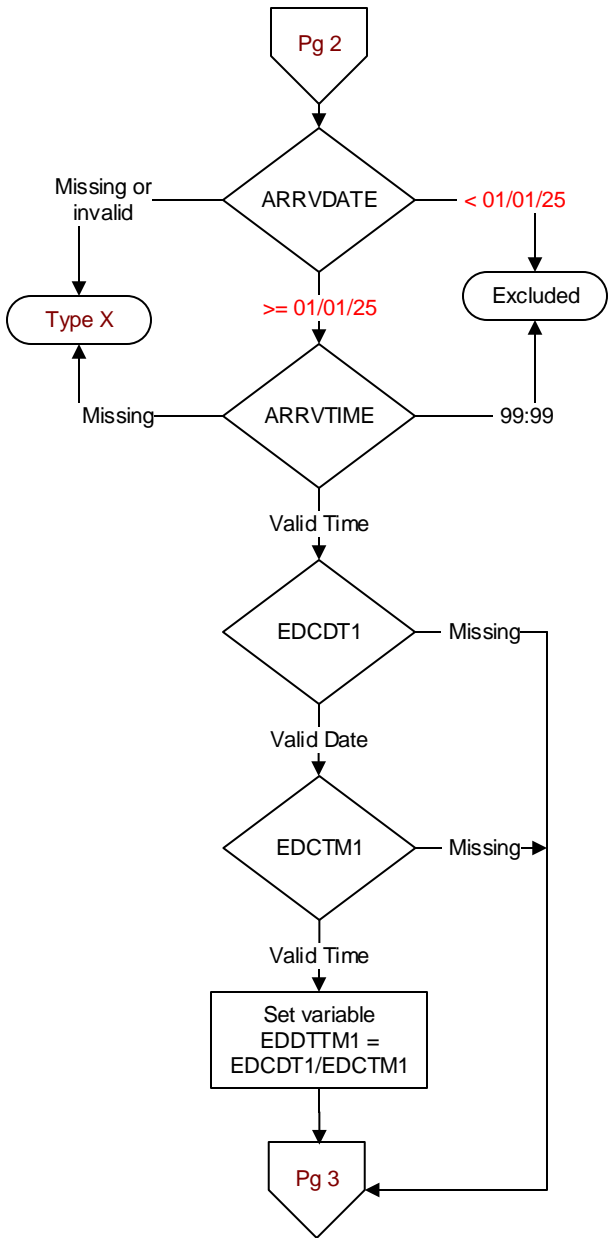 Pg 2
ARRVDATE
Missing or
invalid
< 01/01/25
Type X
>= 01/01/25
Excluded
Missing
ARRVTIME
99:99
Valid Time
EDCDT1
Missing
Valid Date
EDCTM1
Missing
Valid Time
Set variable
EDDTTM1 =
EDCDT1/EDCTM1
Pg 3